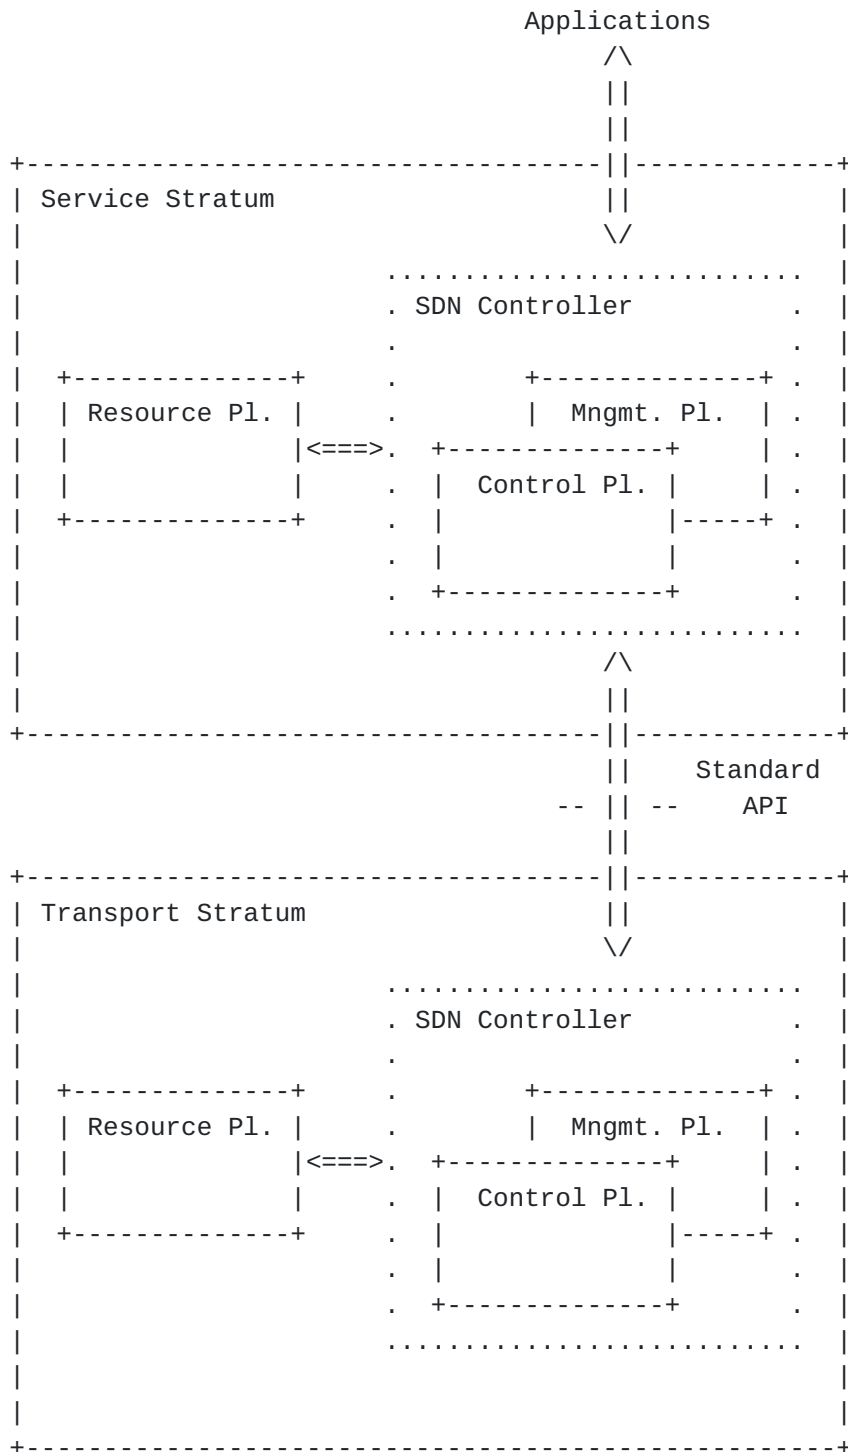 Applications
Service Stratum
SDN Controller
Resource Pl.
Mngmt. Pl.
Control Pl.
Standard
API
Transport Stratum
SDN Controller
Resource Pl.
Mngmt. Pl.
Control Pl.